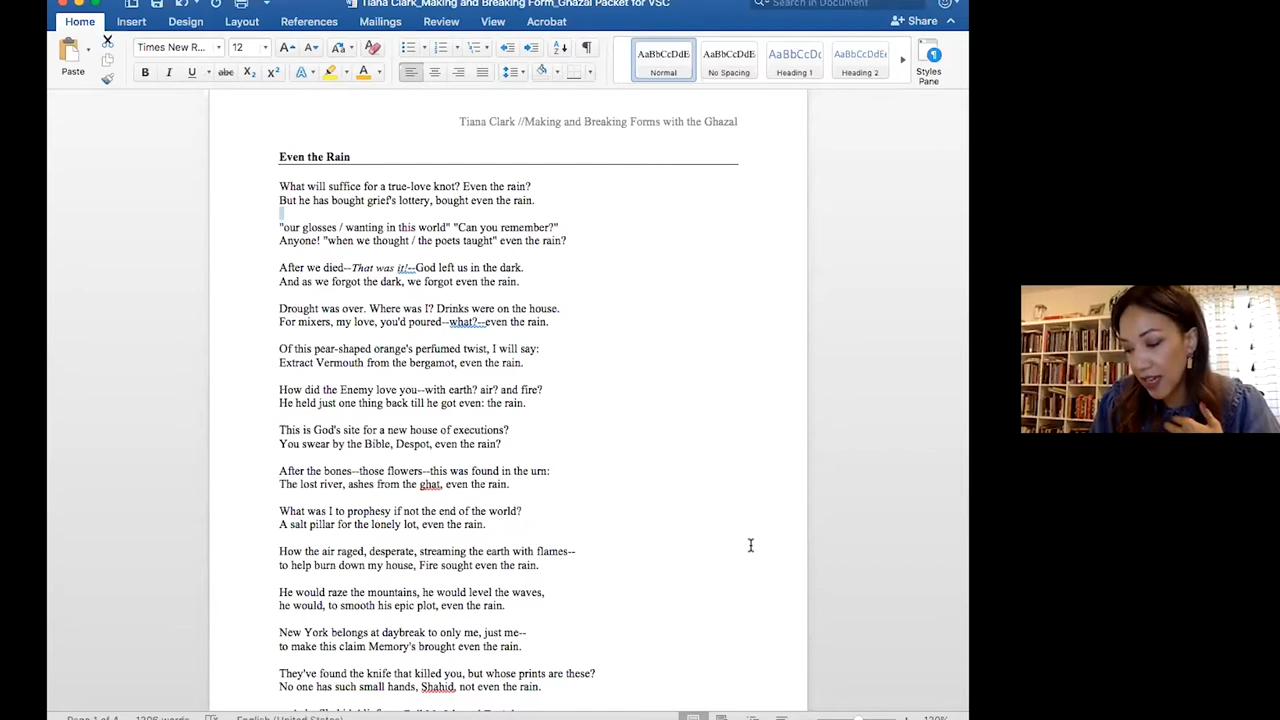 Tiana Clark_Making and Breaking Form_Ghazal Packet for VSC
Search in Document
Home Insert Design Layout References Mailings Review View Acrobat Share
Paste
Times New R... 12
AaBbCcDdE AaBbCcDdE AaBbCcDc AaBbCcDdE
Normal No Spacing Heading 1 Heading 2
Styles
Pane
Tiana Clark //Making and Breaking Forms with the Ghazal
Even the Rain
What will suffice for a true-love knot? Even the rain?
But he has bought grief's lottery, bought even the rain.
"our glosses / wanting in this world" "Can you remember?"
Anyone! "when we thought / the poets taught" even the rain?
After we died--That was it!--God left us in the dark.
And as we forgot the dark, we forgot even the rain.
Drought was over. Where was I? Drinks were on the house.
For mixers, my love, you'd poured--what?--even the rain.
Of this pear-shaped orange's perfumed twist, I will say:
Extract Vermouth from the bergamot, even the rain.
How did the Enemy love you--with earth? air? and fire?
He held just one thing back till he got even: the rain.
This is God's site for a new house of executions?
You swear by the Bible, Despot, even the rain?
After the bones--those flowers--this was found in the urn:
The lost river, ashes from the ghat, even the rain.
What was I to prophesy if not the end of the world?
A salt pillar for the lonely lot, even the rain.
How the air raged, desperate, streaming the earth with flames--
to help burn down my house, Fire sought even the rain.
He would raze the mountains, he would level the waves,
he would, to smooth his epic plot, even the rain.
New York belongs at daybreak to only me, just me--
to make this claim Memory's brought even the rain.
They've found the knife that killed you, but whose prints are these?
No one has such small hands, Shahid, not even the rain.
Page 1 of 4 1396 words English (United States) 130%